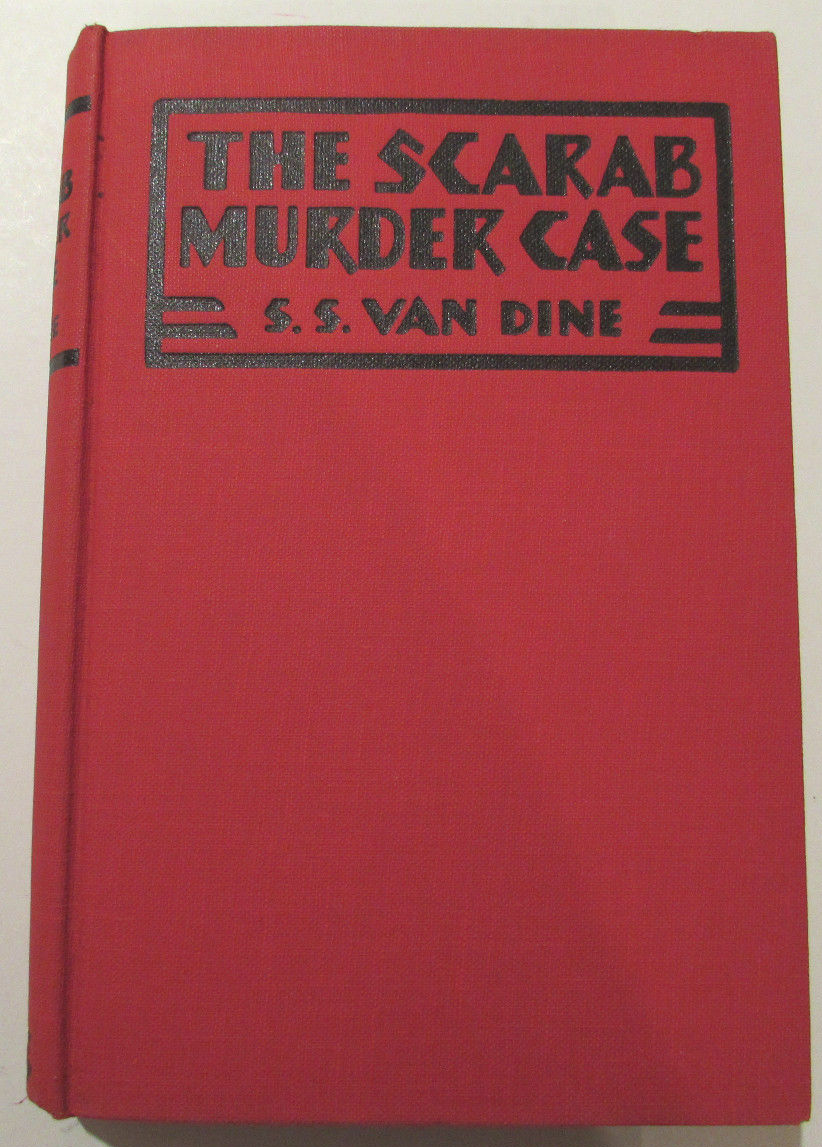 THE SCARAB
MURDER CASE
S. S. VAN DINE